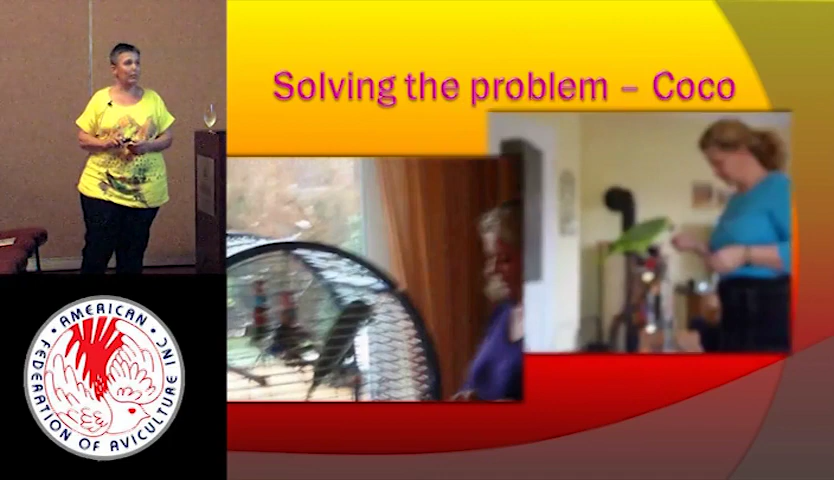 Solving the problem – Coco
• AMERICAN •
FEDERATION OF AVICULTURE INC